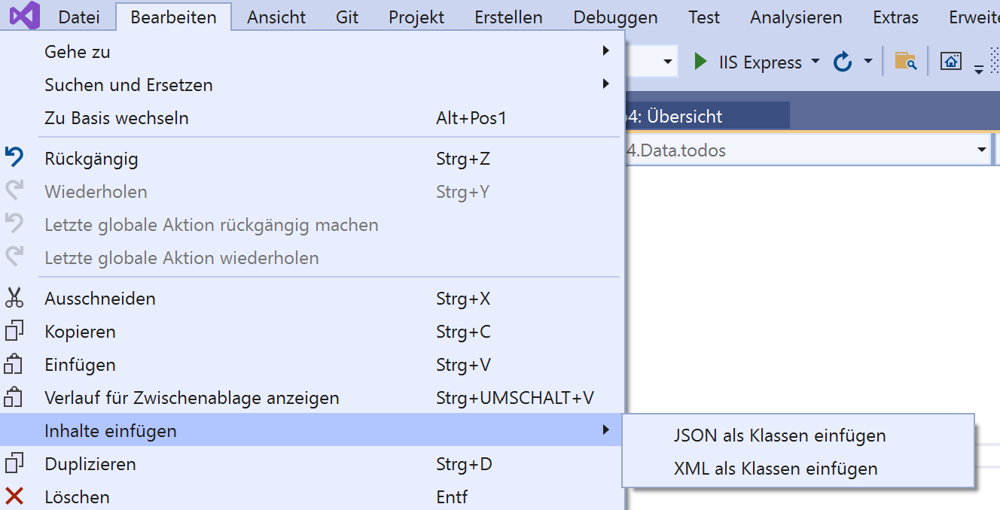 Datei Bearbeiten Ansicht Git Projekt Erstellen Debuggen Test Analysieren Extras
IIS Express
4: Übersicht
4.Data.todos
Gehe zu
Suchen und Ersetzen
Zu Basis wechseln Alt+Pos1
Rückgängig Strg+Z
Wiederholen Strg+Y
Letzte globale Aktion rückgängig machen
Letzte globale Aktion wiederholen
Ausschneiden Strg+X
Kopieren Strg+C
Einfügen Strg+V
Verlauf für Zwischenablage anzeigen Strg+UMSCHALT+V
Inhalte einfügen
JSON als Klassen einfügen
XML als Klassen einfügen
Duplizieren Strg+D
Löschen Entf